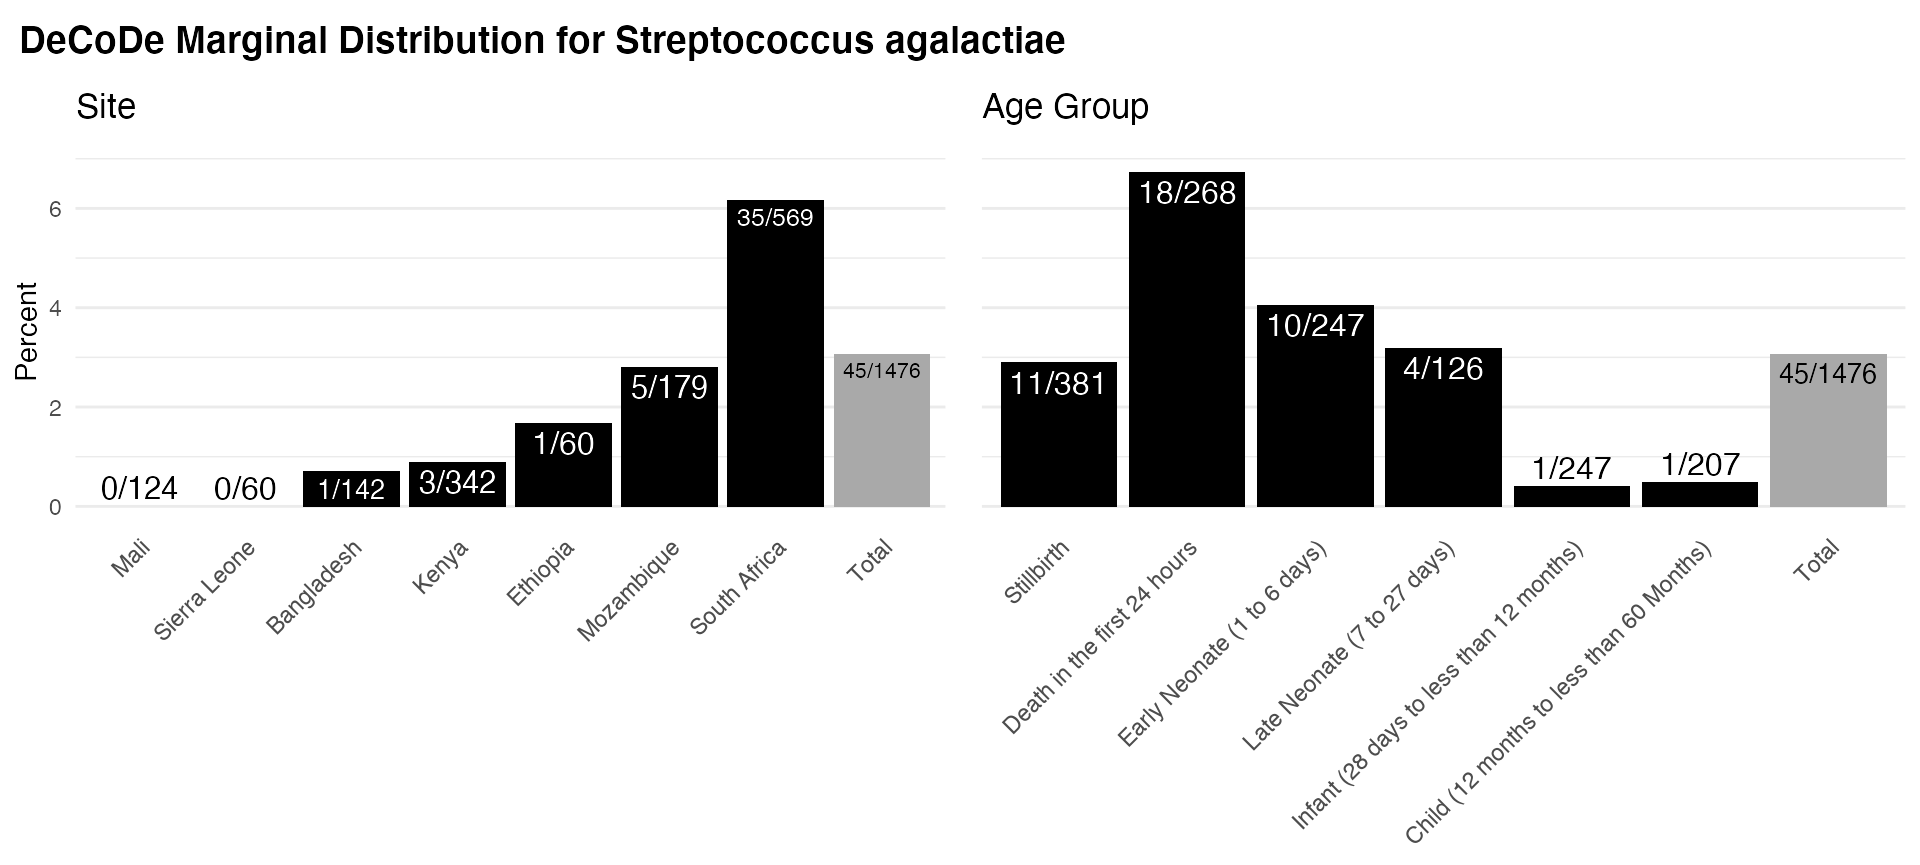 DeCoDe Marginal Distribution for Streptococcus agalactiae
Site
Percent
6
4
2
0
0/124
0/60
1/142
3/342
1/60
5/179
35/569
45/1476
Mali
Sierra Leone
Bangladesh
Kenya
Ethiopia
Mozambique
South Africa
Total
Age Group
11/381
18/268
10/247
4/126
1/247
1/207
45/1476
Stillbirth
Death in the first 24 hours
Early Neonate (1 to 6 days)
Late Neonate (7 to 27 days)
Infant (28 days to less than 12 months)
Child (12 months to less than 60 Months)
Total